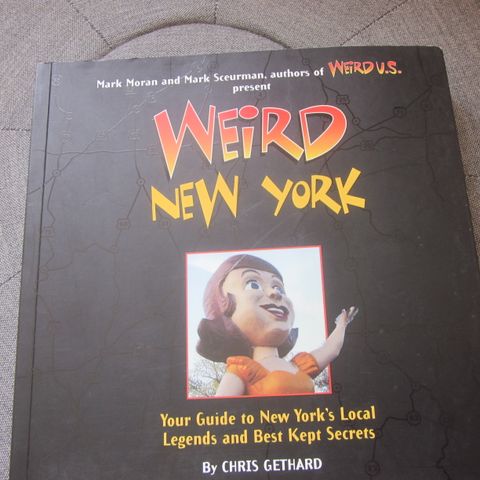 Mark Moran and Mark Sceurman, authors of WEiRD U.S.
present
WEiRD
NEW YORK
Your Guide to New York's Local
Legends and Best Kept Secrets
By CHRIS GETHARD